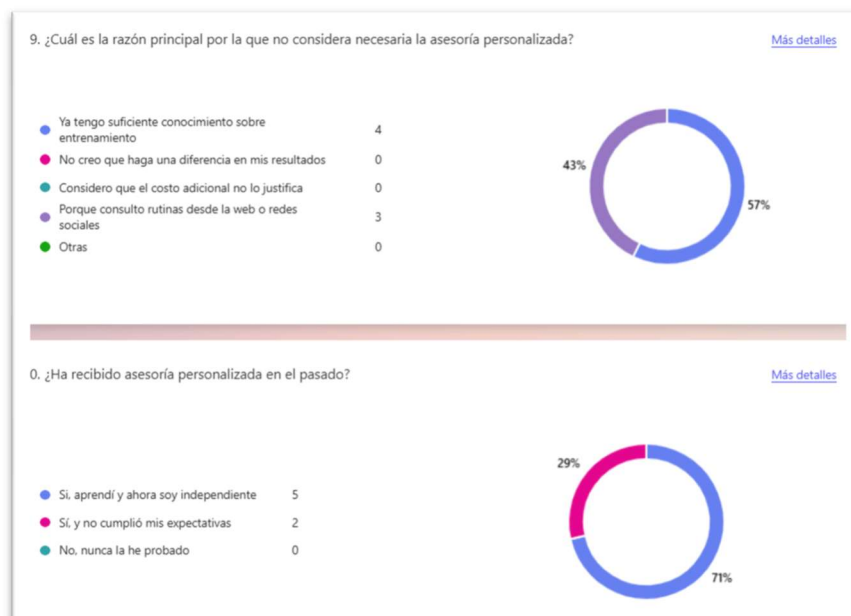 9. ¿Cuál es la razón principal por la que no considera necesaria la asesoría personalizada?
Más detalles
Ya tengo suficiente conocimiento sobre
entrenamiento
4
No creo que haga una diferencia en mis resultados
0
Considero que el costo adicional no lo justifica
0
Porque consulto rutinas desde la web o redes
sociales
3
Otras
0
43%
57%
0. ¿Ha recibido asesoría personalizada en el pasado?
Más detalles
Si, aprendí y ahora soy independiente
5
Sí, y no cumplió mis expectativas
2
No, nunca la he probado
0
29%
71%